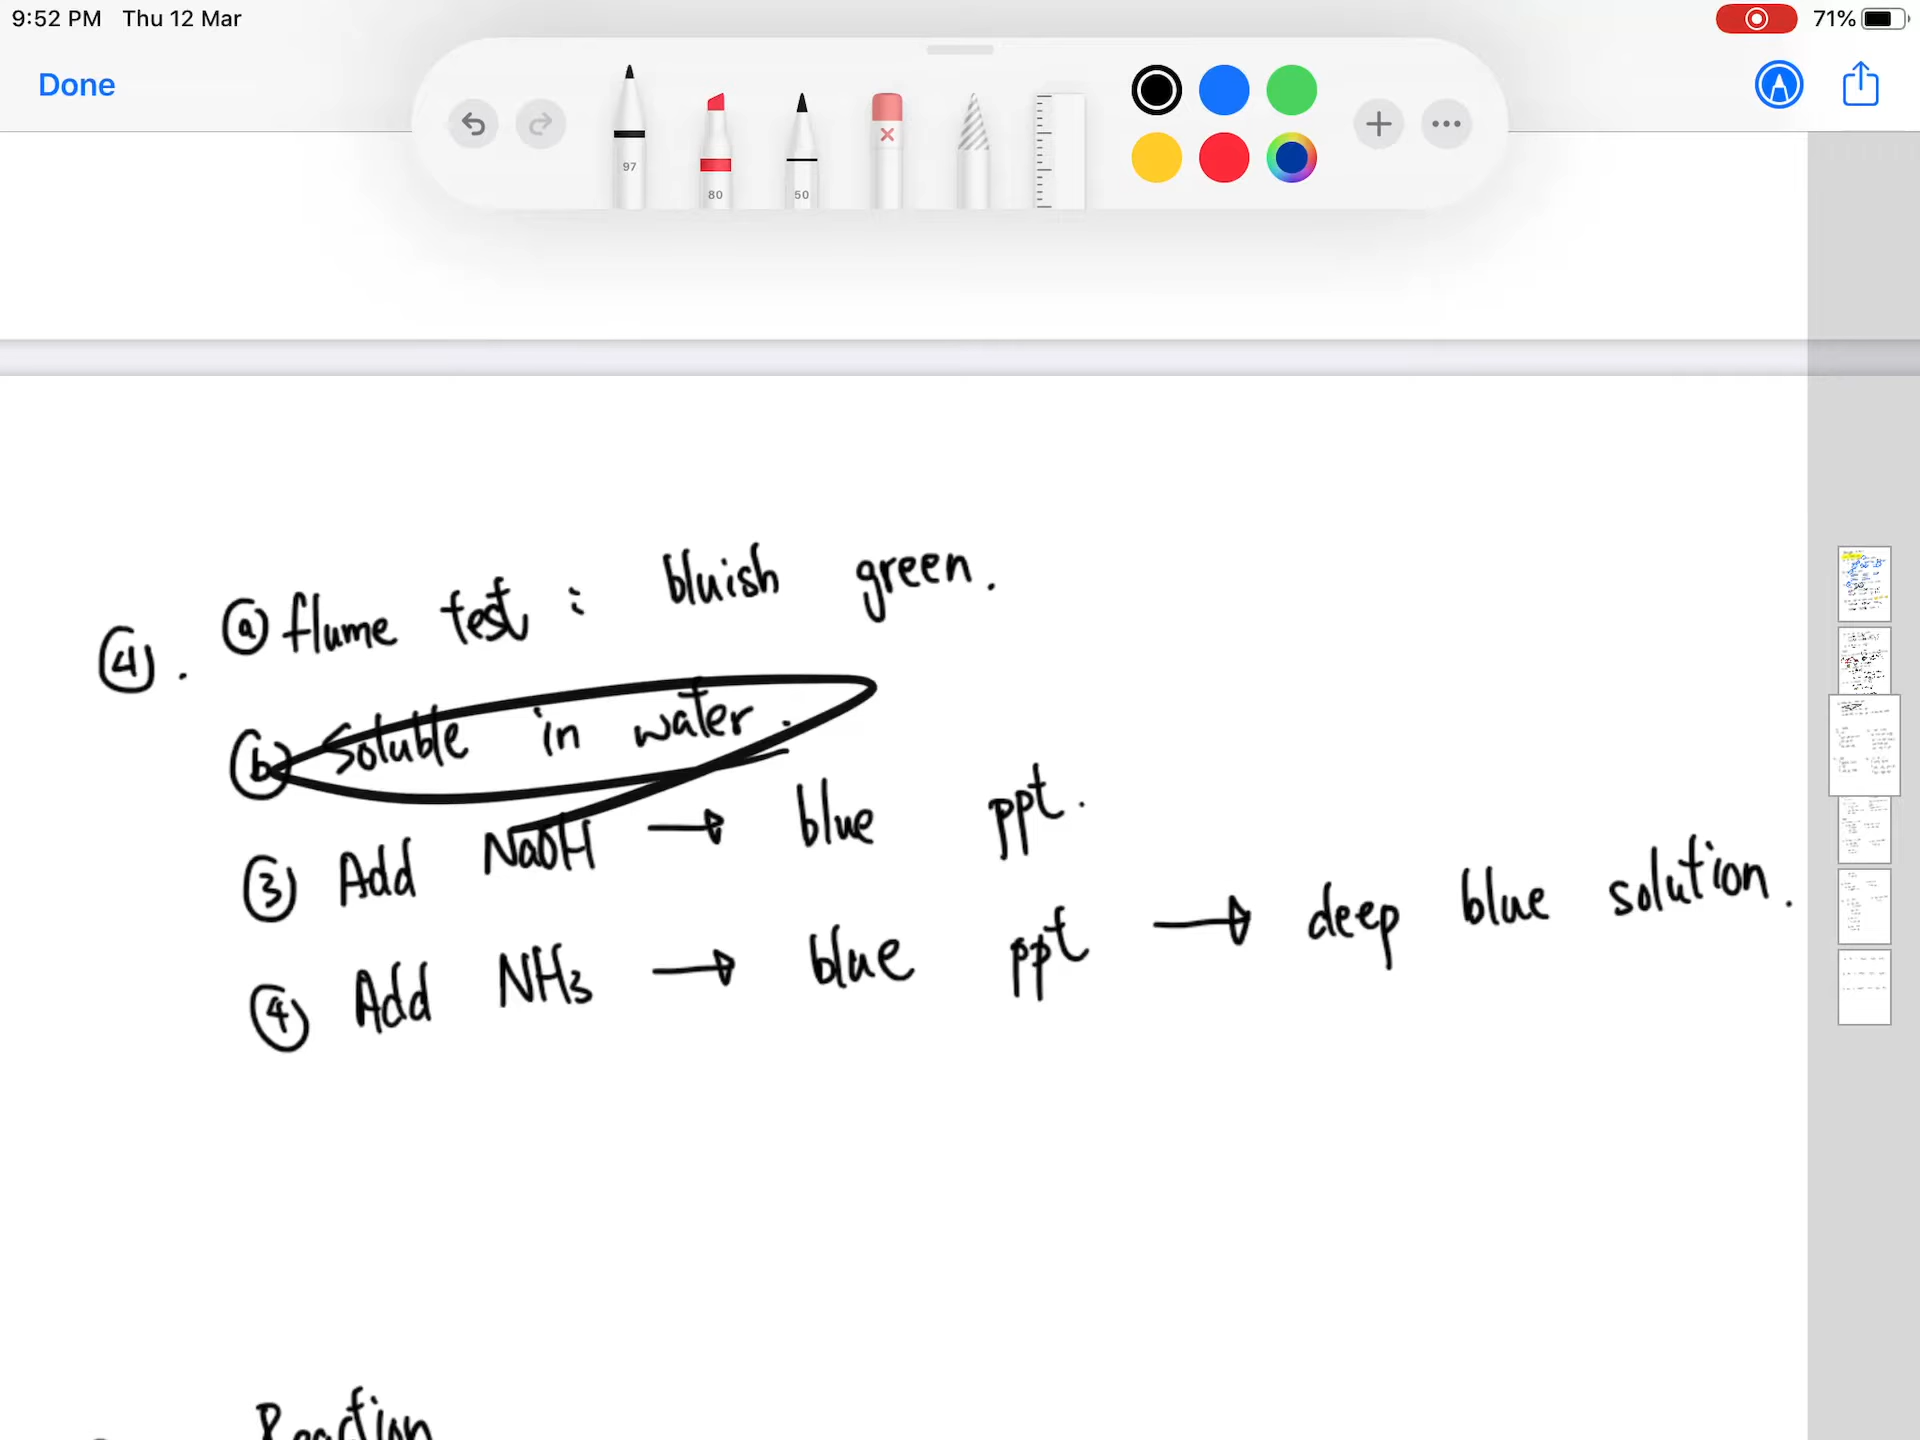 9:52 PM Thu 12 Mar
71%
Done
97
80
50
④. ⓐ flame test : bluish green.
ⓑ Soluble in water.
③ Add NaOH → blue ppt.
④ Add NH3 → blue ppt → deep blue solution.
Reaction